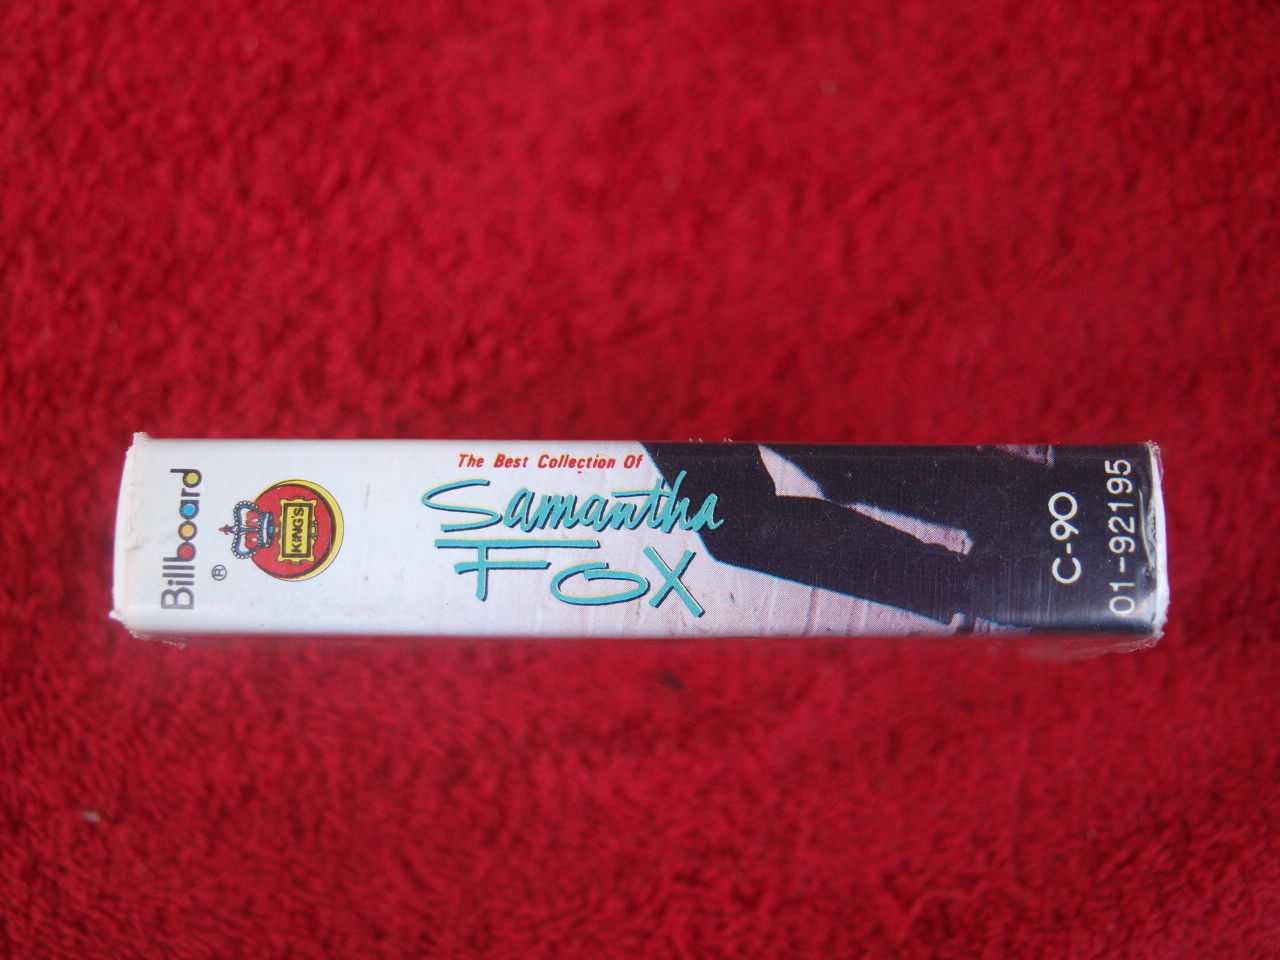 Billboard
®
KING'S
The Best Collection Of
Samantha
Fox
C-90
01-92195